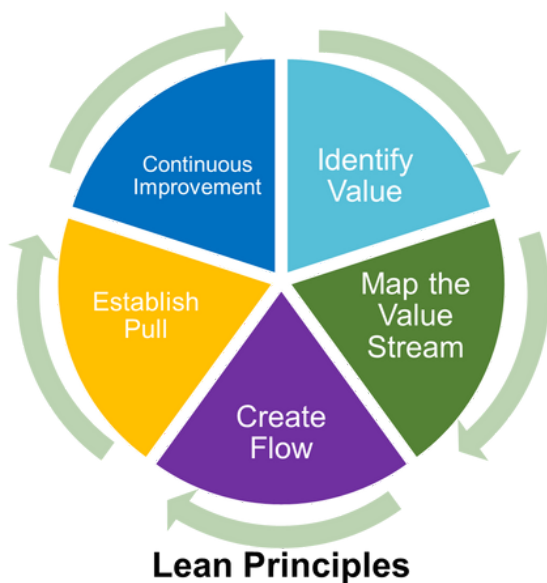 Identify
Value
Map the
Value
Stream
Create
Flow
Establish
Pull
Continuous
Improvement
Lean Principles